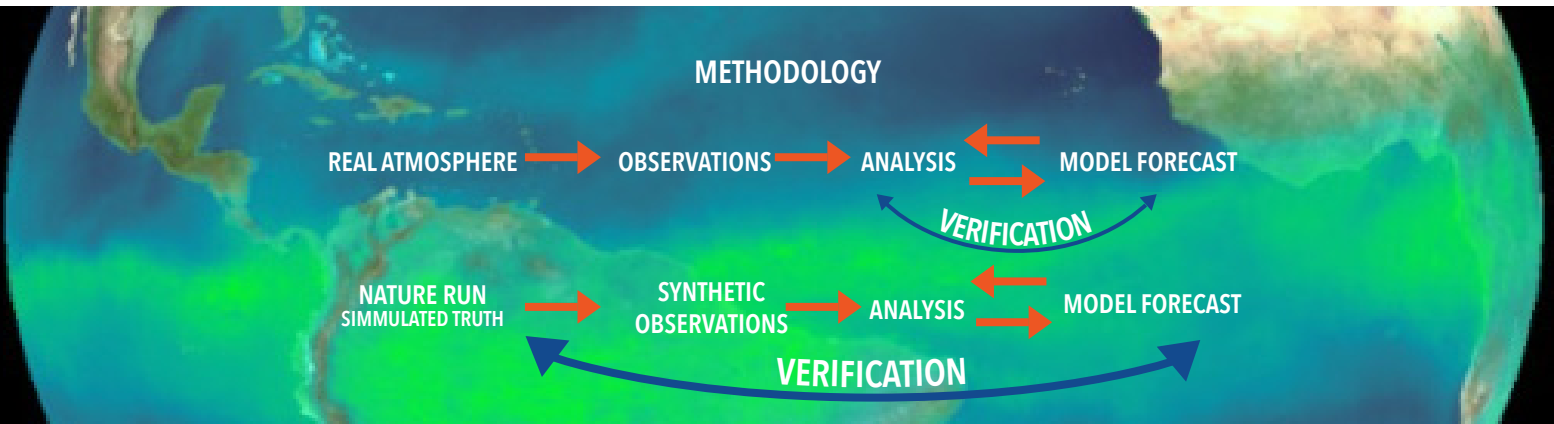 METHODOLOGY
REAL ATMOSPHERE
OBSERVATIONS
ANALYSIS
MODEL FORECAST
VERIFICATION
NATURE RUN
SIMMULATED TRUTH
SYNTHETIC
OBSERVATIONS
ANALYSIS
MODEL FORECAST
VERIFICATION